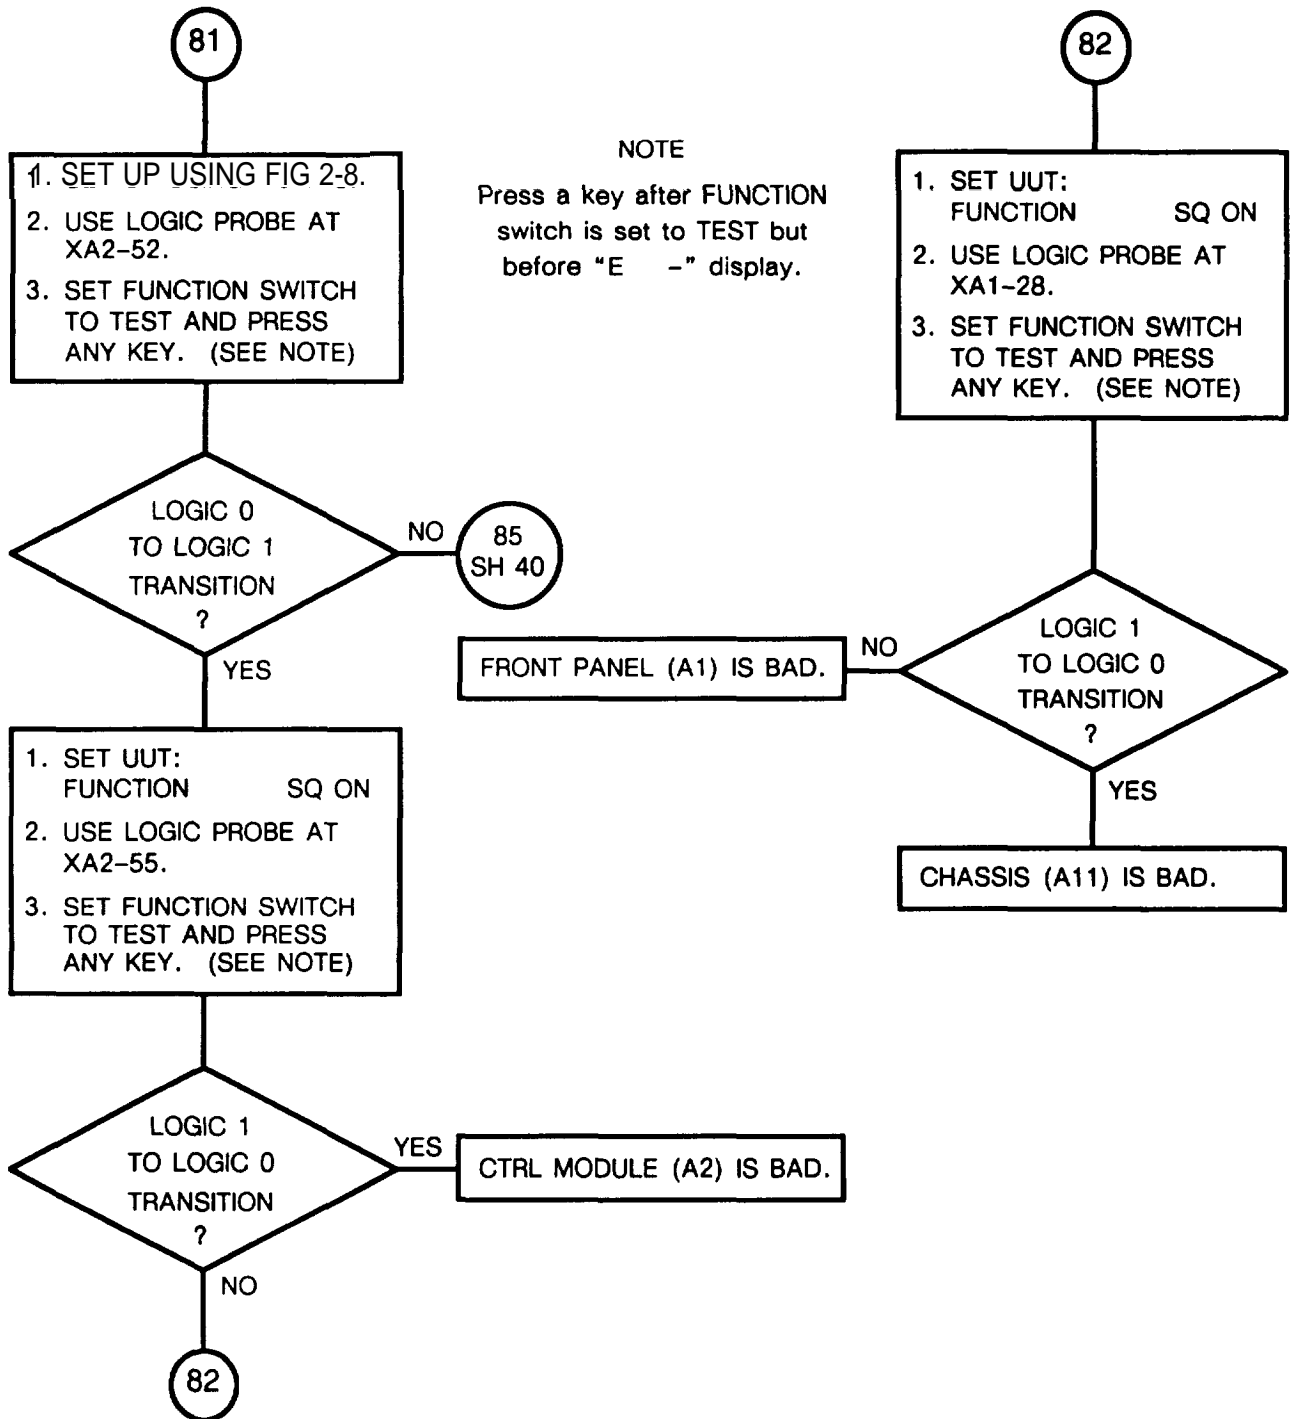 81
1. SET UP USING FIG 2-8.
2. USE LOGIC PROBE AT
XA2-52.
3. SET FUNCTION SWITCH
TO TEST AND PRESS
ANY KEY. (SEE NOTE)
LOGIC 0
TO LOGIC 1
TRANSITION
?
NO
85
SH 40
YES
1. SET UUT:
FUNCTION SQ ON
2. USE LOGIC PROBE AT
XA2-55.
3. SET FUNCTION SWITCH
TO TEST AND PRESS
ANY KEY. (SEE NOTE)
LOGIC 1
TO LOGIC 0
TRANSITION
?
YES
CTRL MODULE (A2) IS BAD.
NO
82
NOTE
Press a key after FUNCTION
switch is set to TEST but
before "E -" display.
82
1. SET UUT:
FUNCTION SQ ON
2. USE LOGIC PROBE AT
XA1-28.
3. SET FUNCTION SWITCH
TO TEST AND PRESS
ANY KEY. (SEE NOTE)
LOGIC 1
TO LOGIC 0
TRANSITION
?
NO
FRONT PANEL (A1) IS BAD.
YES
CHASSIS (A11) IS BAD.